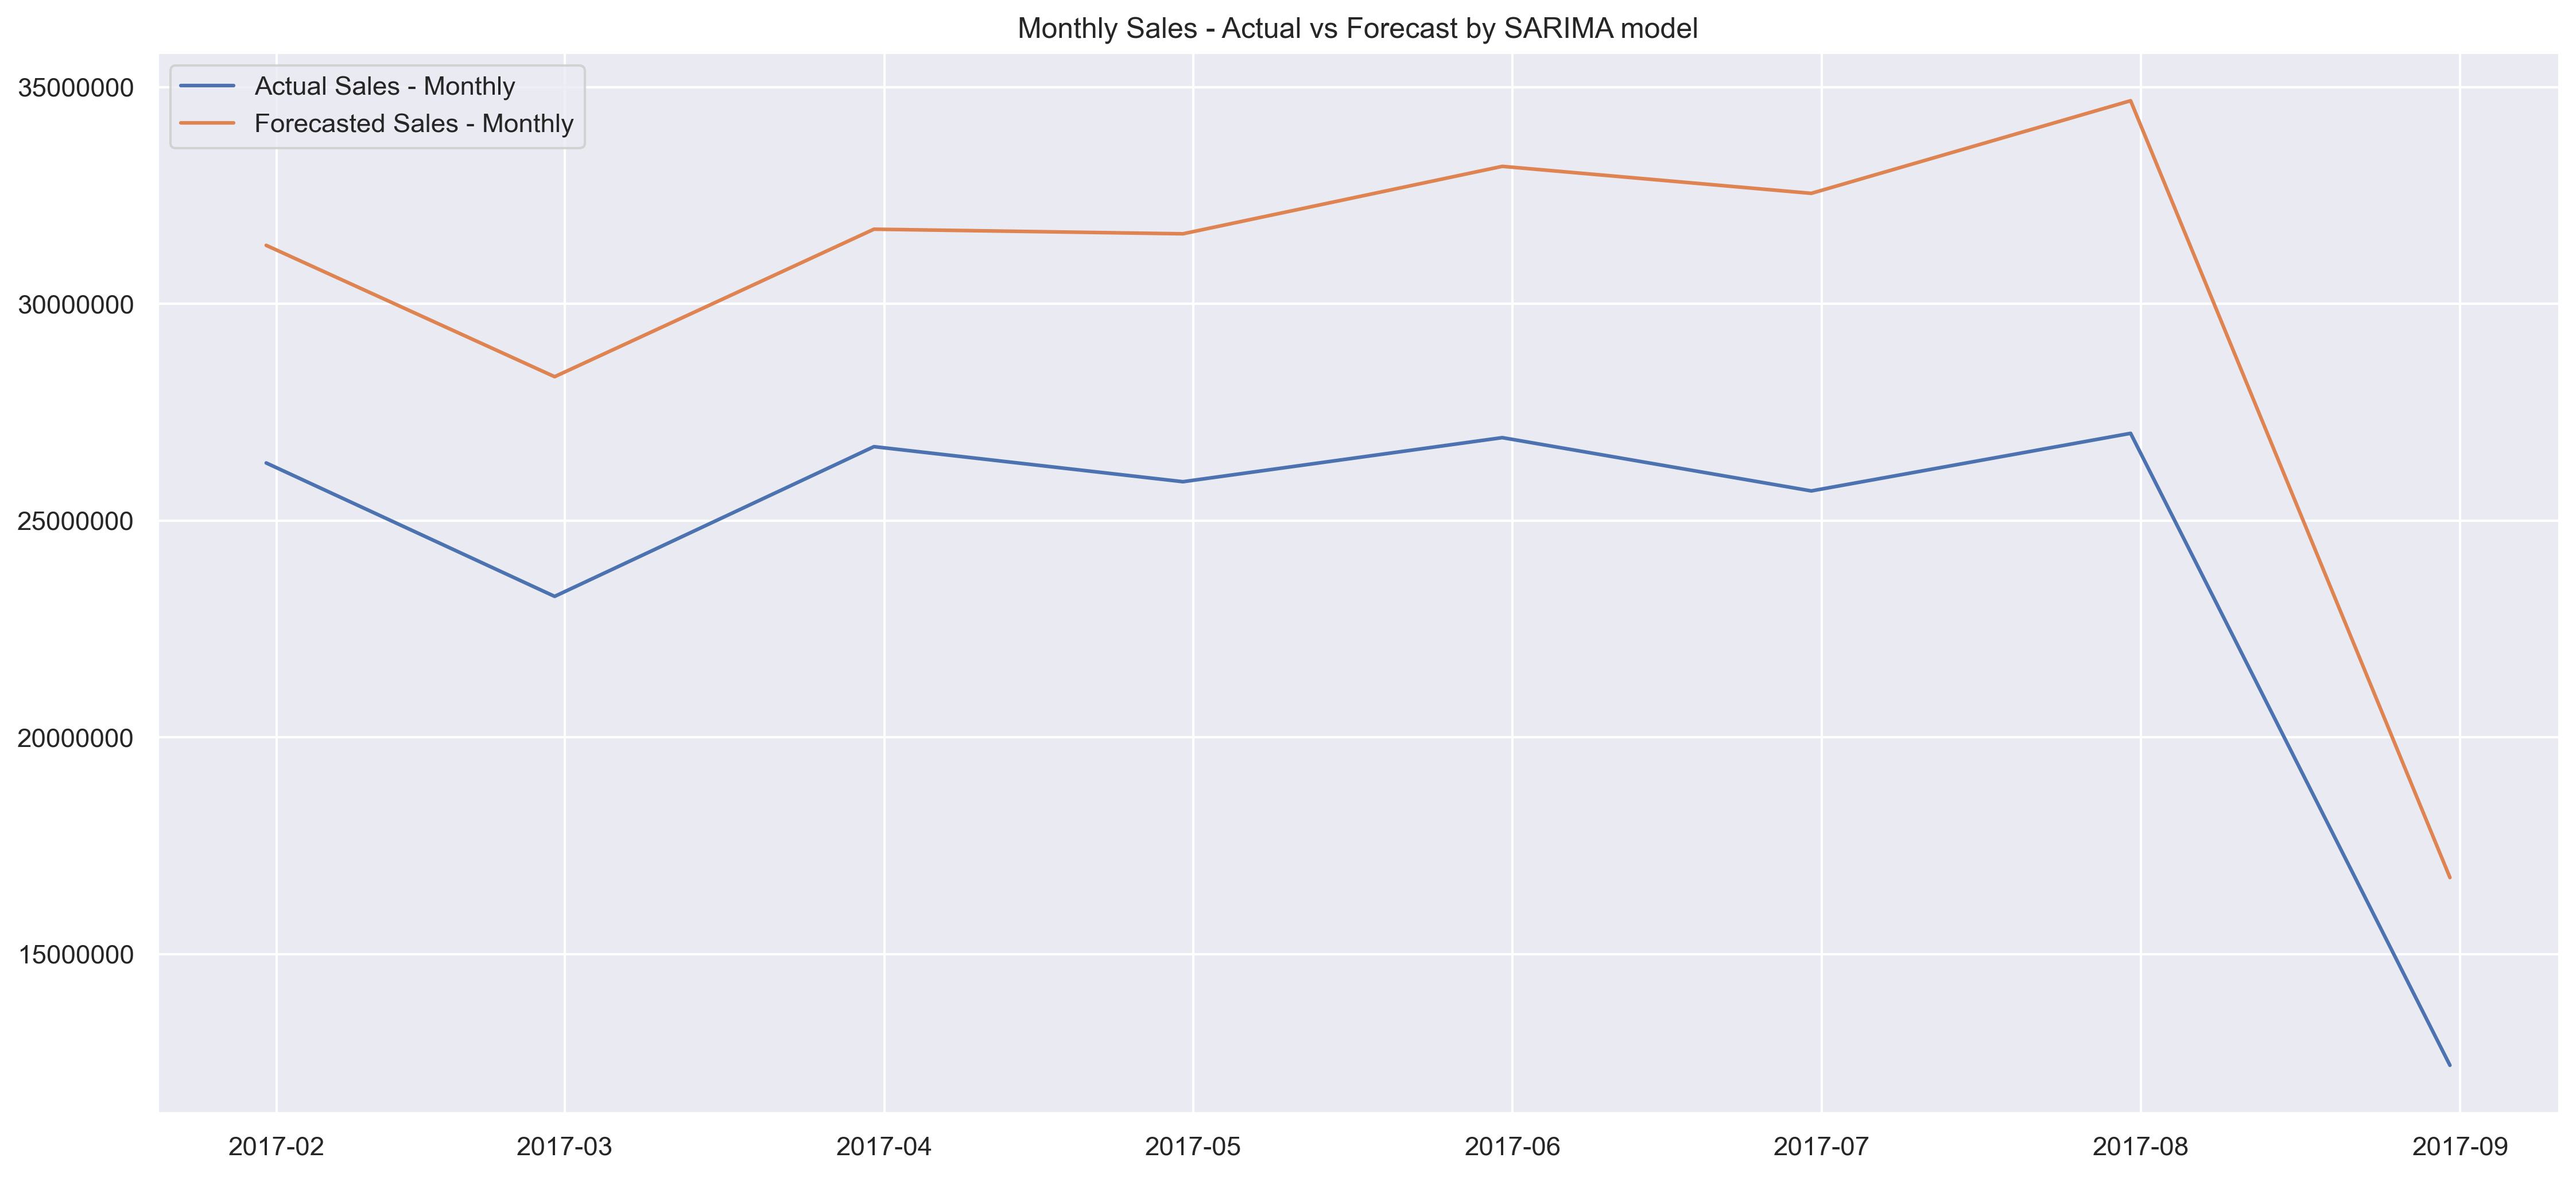 Monthly Sales - Actual vs Forecast by SARIMA model
Actual Sales - Monthly
Forecasted Sales - Monthly
35000000
30000000
25000000
20000000
15000000
2017-02 2017-03 2017-04 2017-05 2017-06 2017-07 2017-08 2017-09